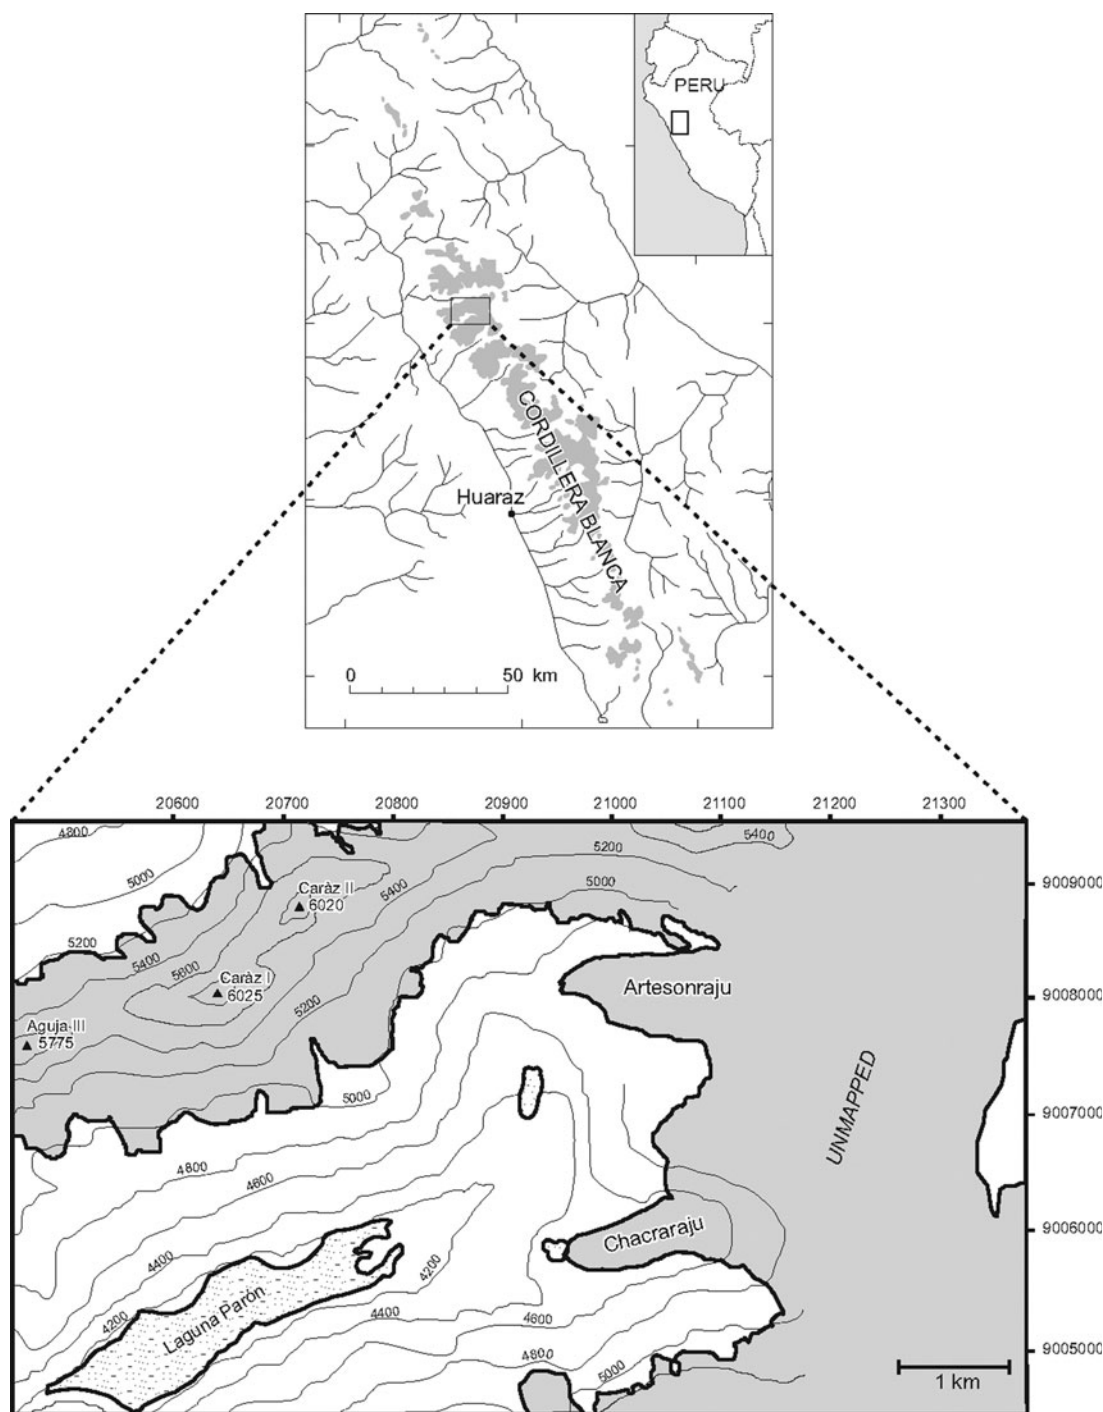 PERU
CORDILLERA BLANCA
Huaraz
0 50 km
20600 20700 20800 20900 21000 21100 21200 21300
4800
5400
5200
5000
5000
Caràz II
6020
5400
9009000
5200
5400
5600
Caràz I
6025
5200
Artesonraju
9008000
Aguja III
5775
5000
UNMAPPED
9007000
4800
4600
Chacraraju
9006000
4400
4200
4200
Laguna Paròn
4400
4600
4800
5000
9005000
1 km